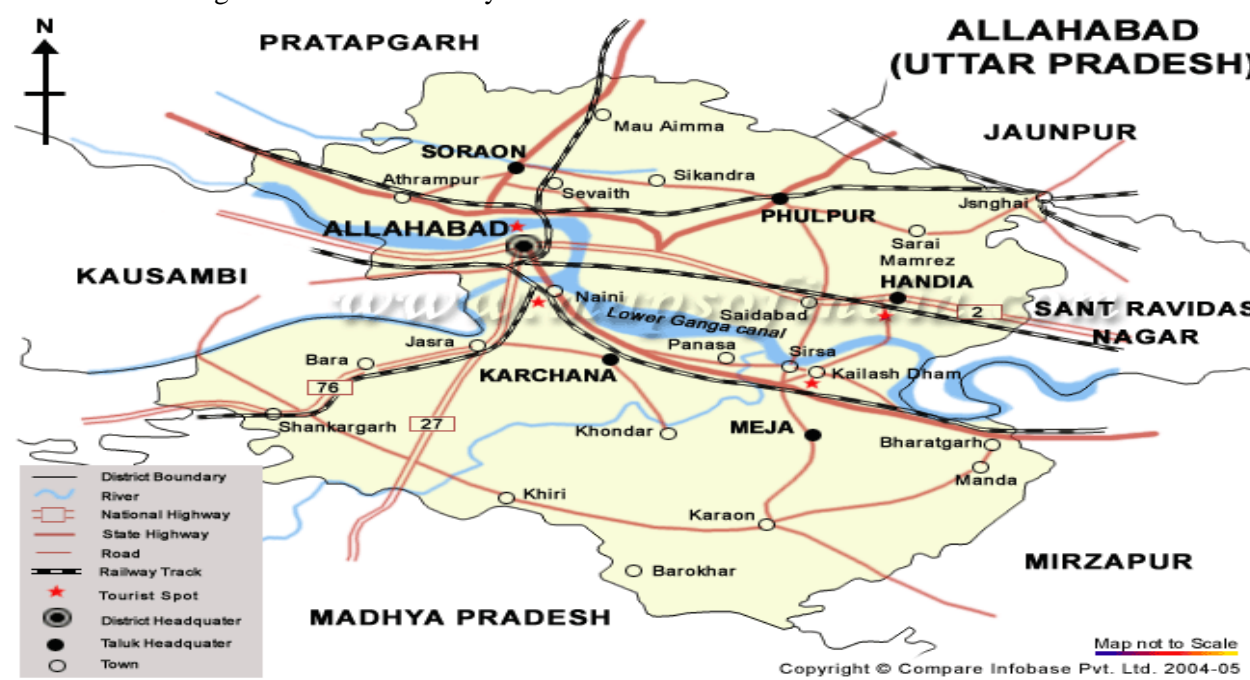 N
PRATAPGARH
ALLAHABAD
(UTTAR PRADESH)
Mau Aimma
JAUNPUR
SORAON
Athrampur
Sevaith
Sikandra
PHULPUR
Jsnghai
ALLAHABAD
Sarai
Mamrez
KAUSAMBI
HANDIA
Naini
Saidabad
2
SANT RAVIDAS
NAGAR
Lower Ganga canal
Jasra
Panasa
Sirsa
Bara
KARCHANA
Kailash Dham
76
Shankargarh
27
Khondar
MEJA
Bharatgarh
Manda
Khiri
Karaon
Barokhar
MIRZAPUR
MADHYA PRADESH
District Boundary
River
National Highway
State Highway
Road
Railway Track
Tourist Spot
District Headquater
Taluk Headquater
Town
Map not to Scale
Copyright © Compare Infobase Pvt. Ltd. 2004-05